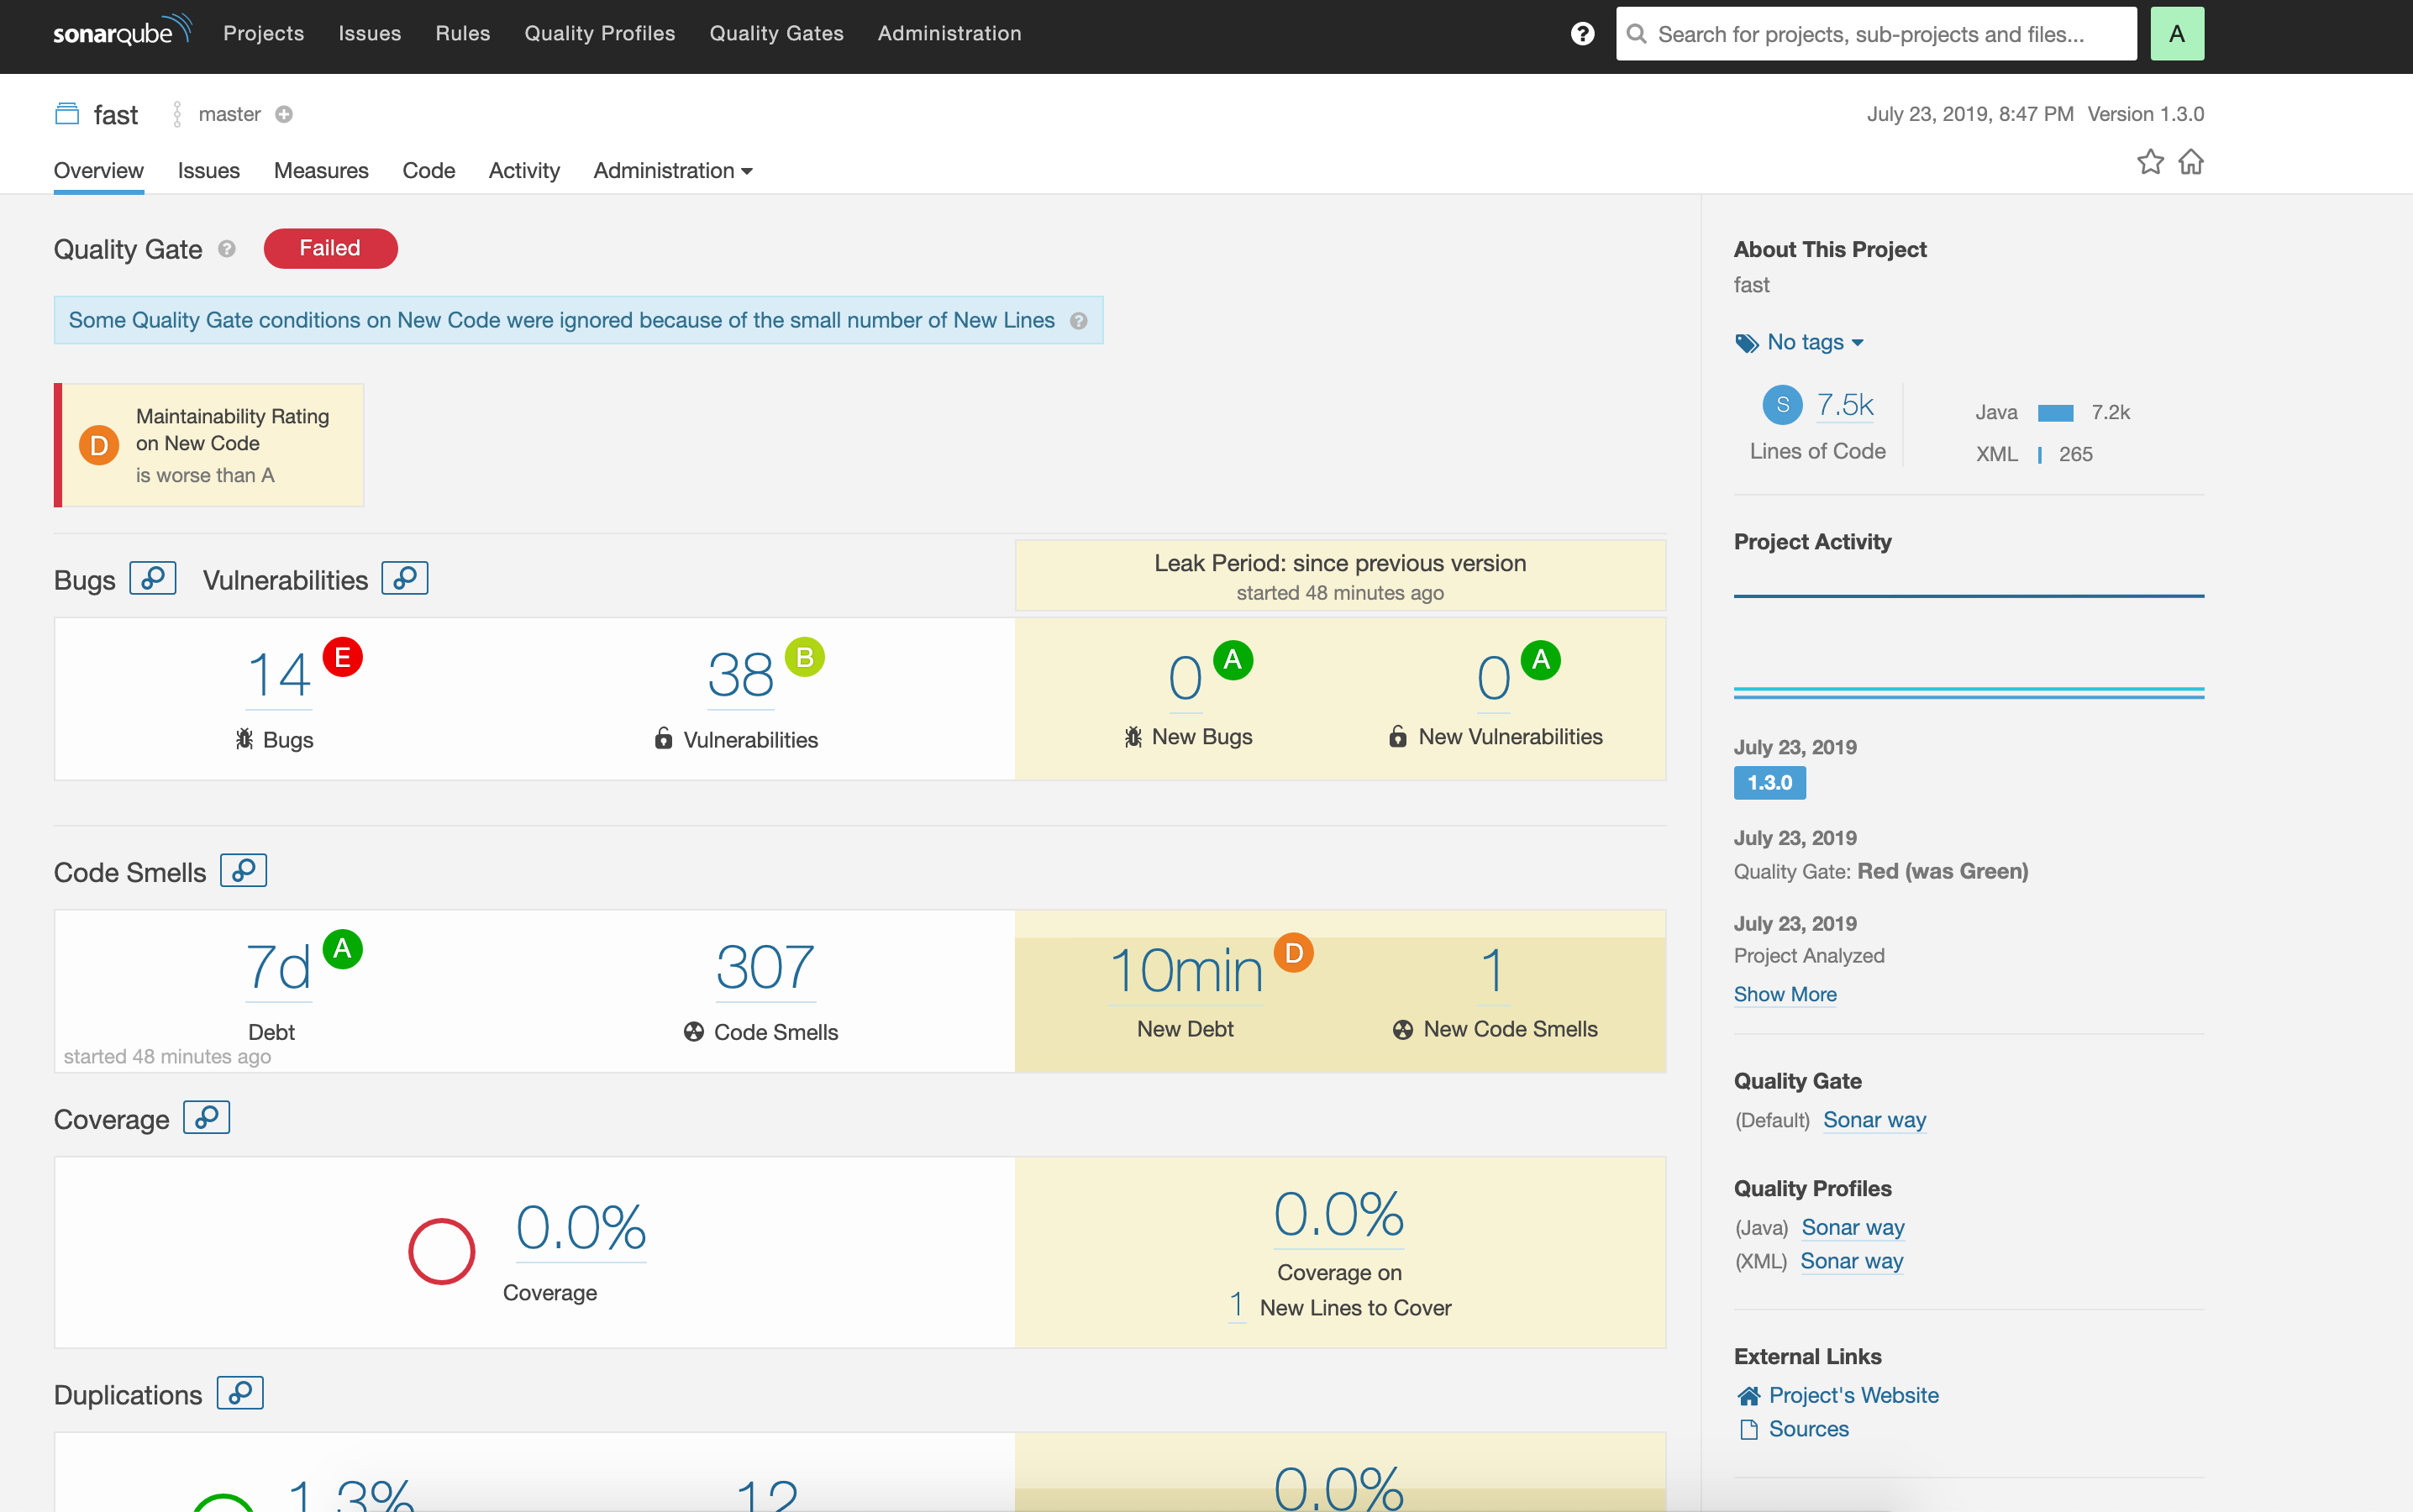 sonarqube Projects Issues Rules Quality Profiles Quality Gates Administration ? Search for projects, sub-projects and files... A
fast master July 23, 2019, 8:47 PM Version 1.3.0
Overview Issues Measures Code Activity Administration
Quality Gate ? Failed
Some Quality Gate conditions on New Code were ignored because of the small number of New Lines ?
D
Maintainability Rating
on New Code
is worse than A
Bugs Vulnerabilities
Leak Period: since previous version
started 48 minutes ago
14 E
Bugs
38 B
Vulnerabilities
0 A
New Bugs
0 A
New Vulnerabilities
Code Smells
7d A
Debt
started 48 minutes ago
307
Code Smells
10min D
New Debt
1
New Code Smells
Coverage
0.0%
Coverage
0.0%
Coverage on
1 New Lines to Cover
Duplications
1.3%
12
0.0%
About This Project
fast
No tags
S 7.5k
Lines of Code
Java 7.2k
XML 265
Project Activity
July 23, 2019
1.3.0
July 23, 2019
Quality Gate: Red (was Green)
July 23, 2019
Project Analyzed
Show More
Quality Gate
(Default) Sonar way
Quality Profiles
(Java) Sonar way
(XML) Sonar way
External Links
Project's Website
Sources